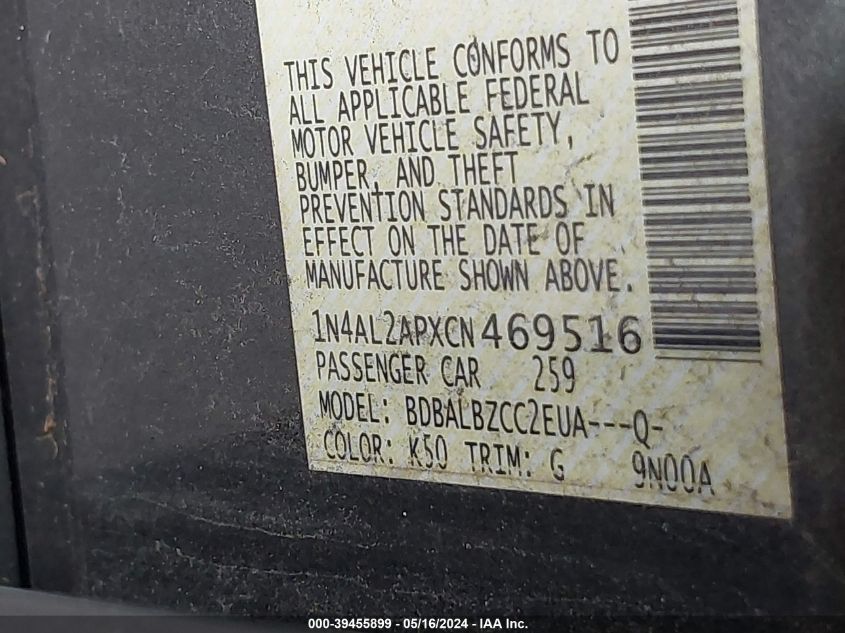 THIS VEHICLE CONFORMS TO
ALL APPLICABLE FEDERAL
MOTOR VEHICLE SAFETY,
BUMPER, AND THEFT
PREVENTION STANDARDS IN
EFFECT ON THE DATE OF
MANUFACTURE SHOWN ABOVE.
1N4AL2APXCN469516
PASSENGER CAR 259
MODEL: BDBALBZCC2EUA---Q-
COLOR: K50 TRIM: G 9N00A
000-39455899 - 05/16/2024 - IAA Inc.